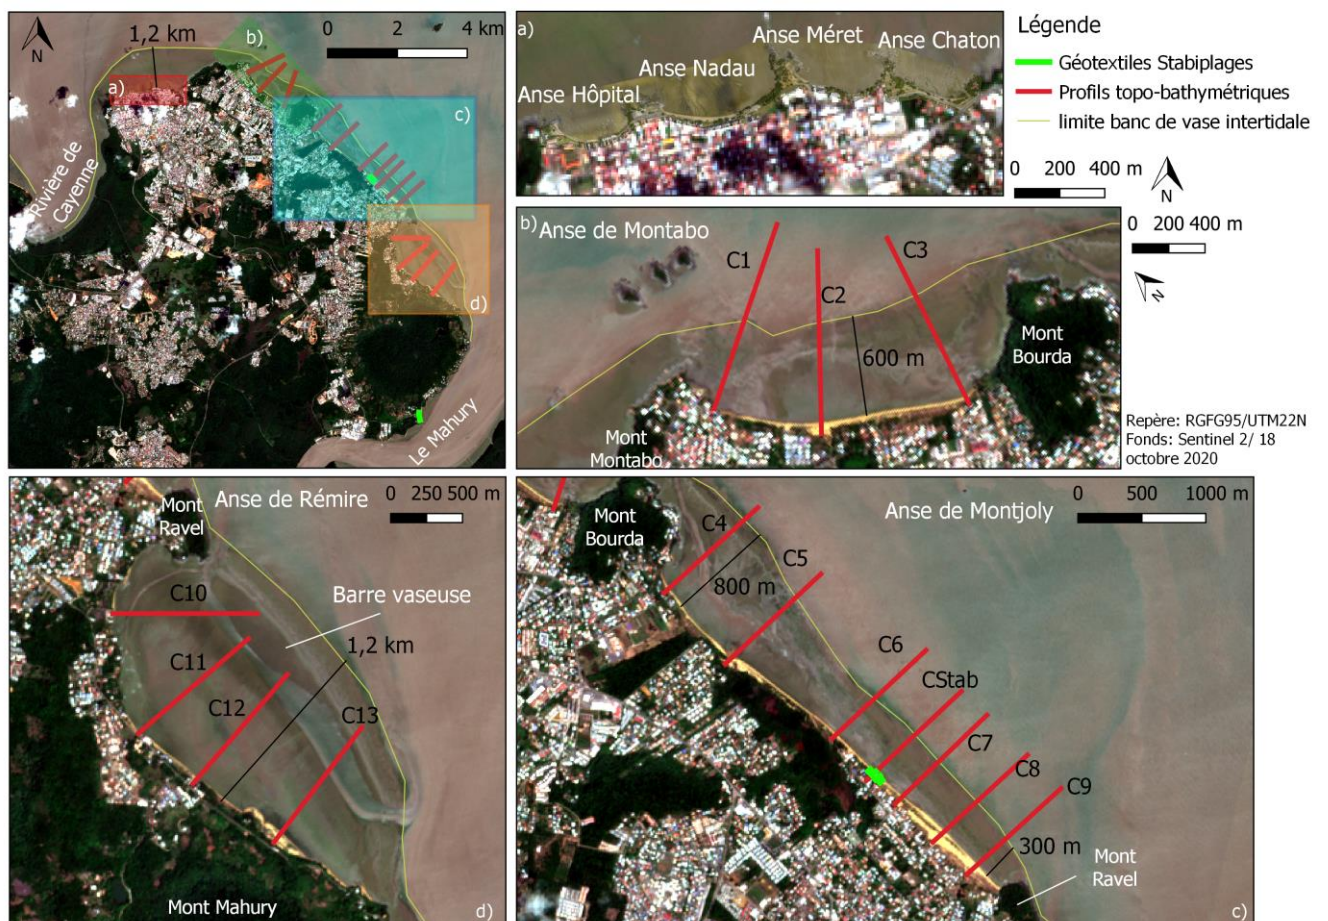 N
1,2 km
0 2 4 km
a)
b)
c)
d)
Rivière de
Cayenne
Le Mahury
a)
Anse Hôpital
Anse Nadau
Anse Méret
Anse Chaton
Légende
Géotextiles Stabiplages
Profils topo-bathymétriques
limite banc de vase intertidale
0 200 400 m
N
b) Anse de Montabo
C1
C2
C3
600 m
Mont
Bourda
Mont
Montabo
0 200 400 m
N
Repère: RGFG95/UTM22N
Fonds: Sentinel 2/ 18
octobre 2020
Anse de Rémire
0 250 500 m
Mont
Ravel
C10
Barre vaseuse
1,2 km
C11
C12
C13
Mont Mahury
d)
Mont
Bourda
Anse de Montjoly
0 500 1000 m
C4
800 m
C5
C6
CStab
C7
C8
C9
300 m
Mont
Ravel
c)